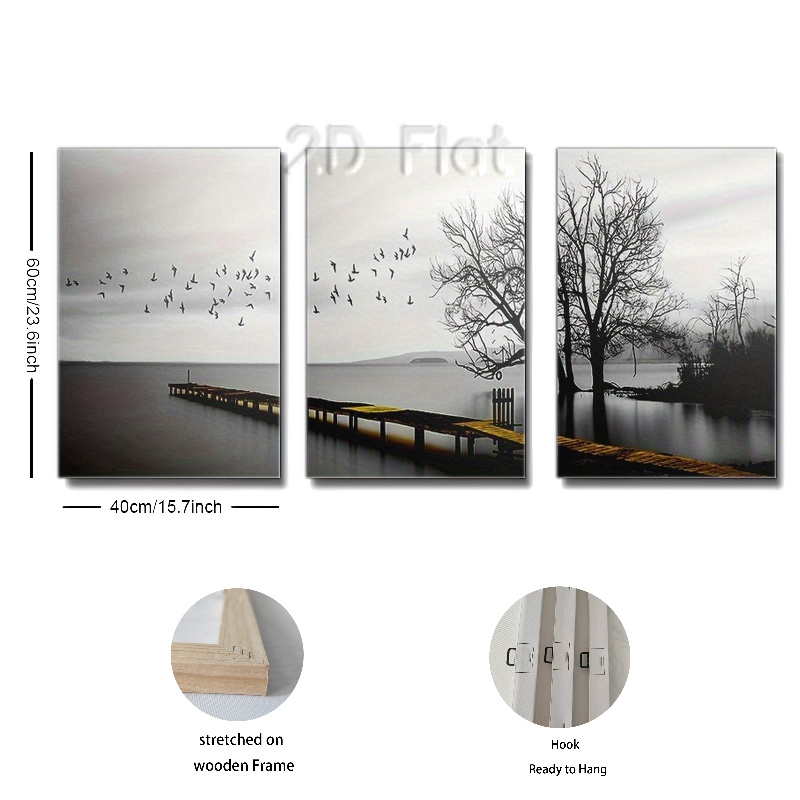 2D Flat
60cm/23.6inch
40cm/15.7inch
stretched on
wooden Frame
Hook
Ready to Hang